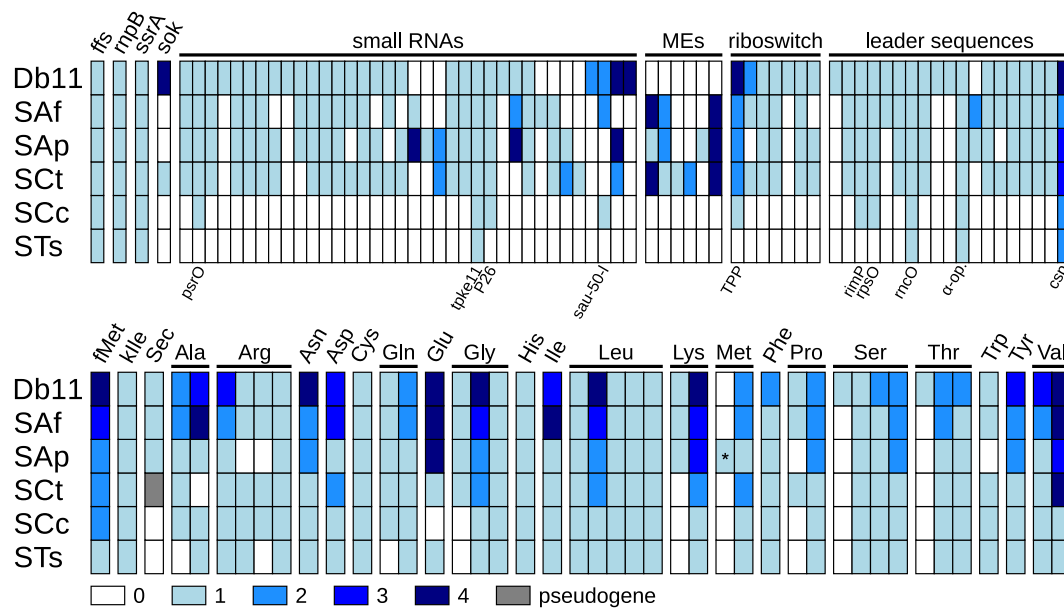 ffs rnpB ssrA sok small RNAs MEs riboswitch leader sequences
Db11
SAf
SAp
SCt
SCc
STs
psrO tpke11 P26 sau-50-I TPP rimP rpsO rncO α-op. csp
fMet kIle Sec Ala Arg Asn Asp Cys Gln Glu Gly His Ile Leu Lys Met Phe Pro Ser Thr Trp Tyr Val
Db11
SAf
SAp *
SCt
SCc
STs
0 1 2 3 4 pseudogene